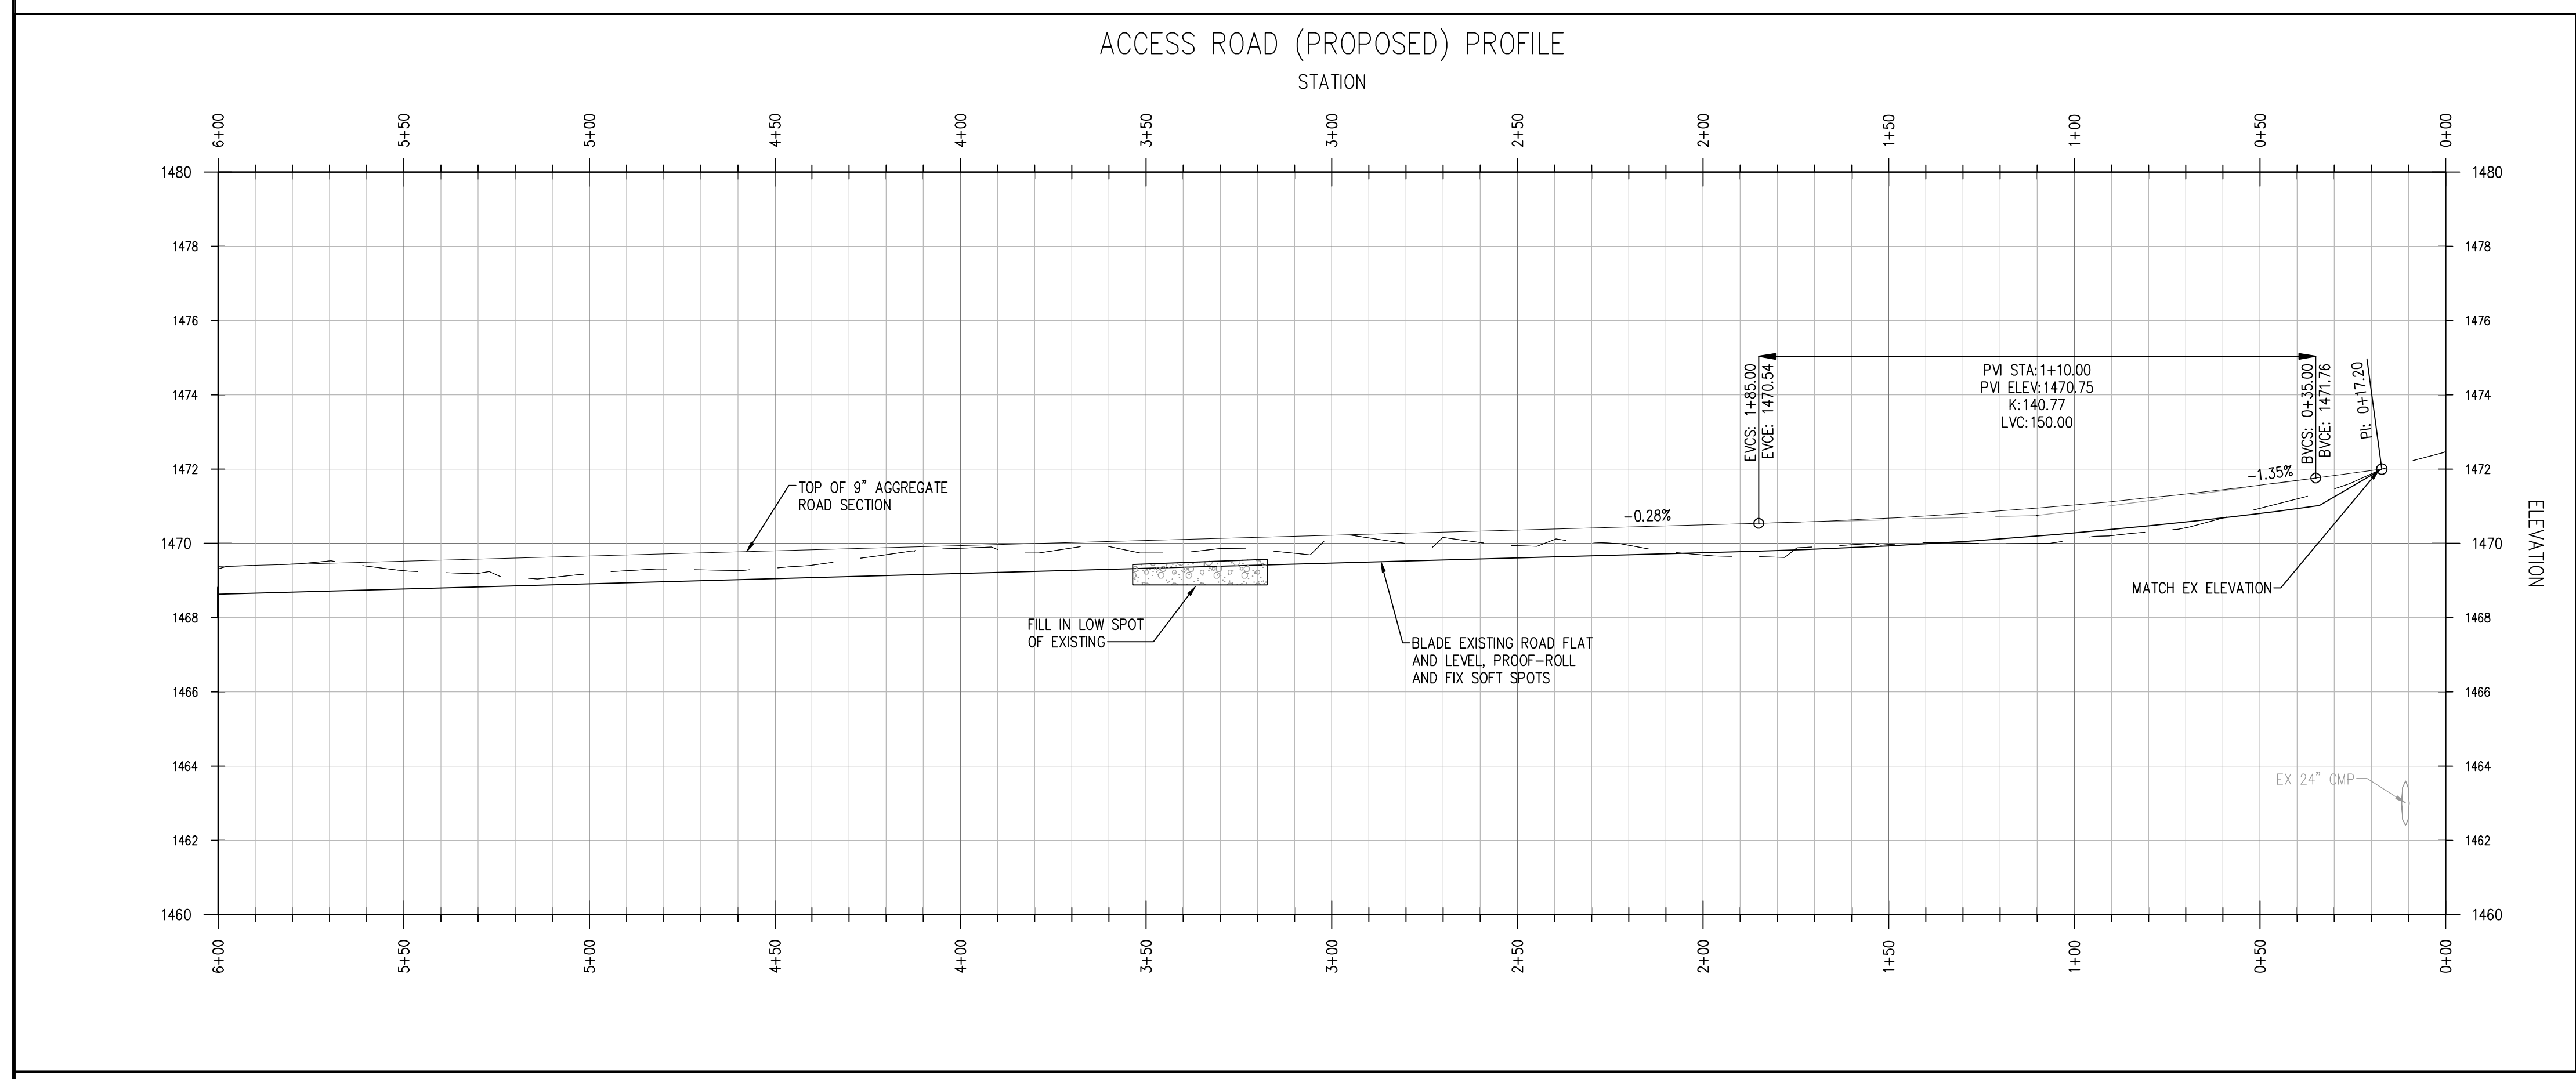 ACCESS ROAD (PROPOSED) PROFILE
STATION
6+00 5+50 5+00 4+50 4+00 3+50 3+00 2+50 2+00 1+50 1+00 0+50 0+00
1480 1480
1478 1478
1476 1476
1474 1474
1472 1472
1470 1470
1468 1468
1466 1466
1464 1464
1462 1462
1460 1460
ELEVATION
EVCS: 1+85.00
EVCE: 1470.54
PVI STA:1+10.00
PVI ELEV:1470.75
K:140.77
LVC:150.00
BVCS: 0+35.00
BVCE: 1471.76
PI: 0+17.20
-1.35%
-0.28%
TOP OF 9" AGGREGATE
ROAD SECTION
FILL IN LOW SPOT
OF EXISTING
BLADE EXISTING ROAD FLAT
AND LEVEL, PROOF-ROLL
AND FIX SOFT SPOTS
MATCH EX ELEVATION
EX 24" CMP
6+00 5+50 5+00 4+50 4+00 3+50 3+00 2+50 2+00 1+50 1+00 0+50 0+00